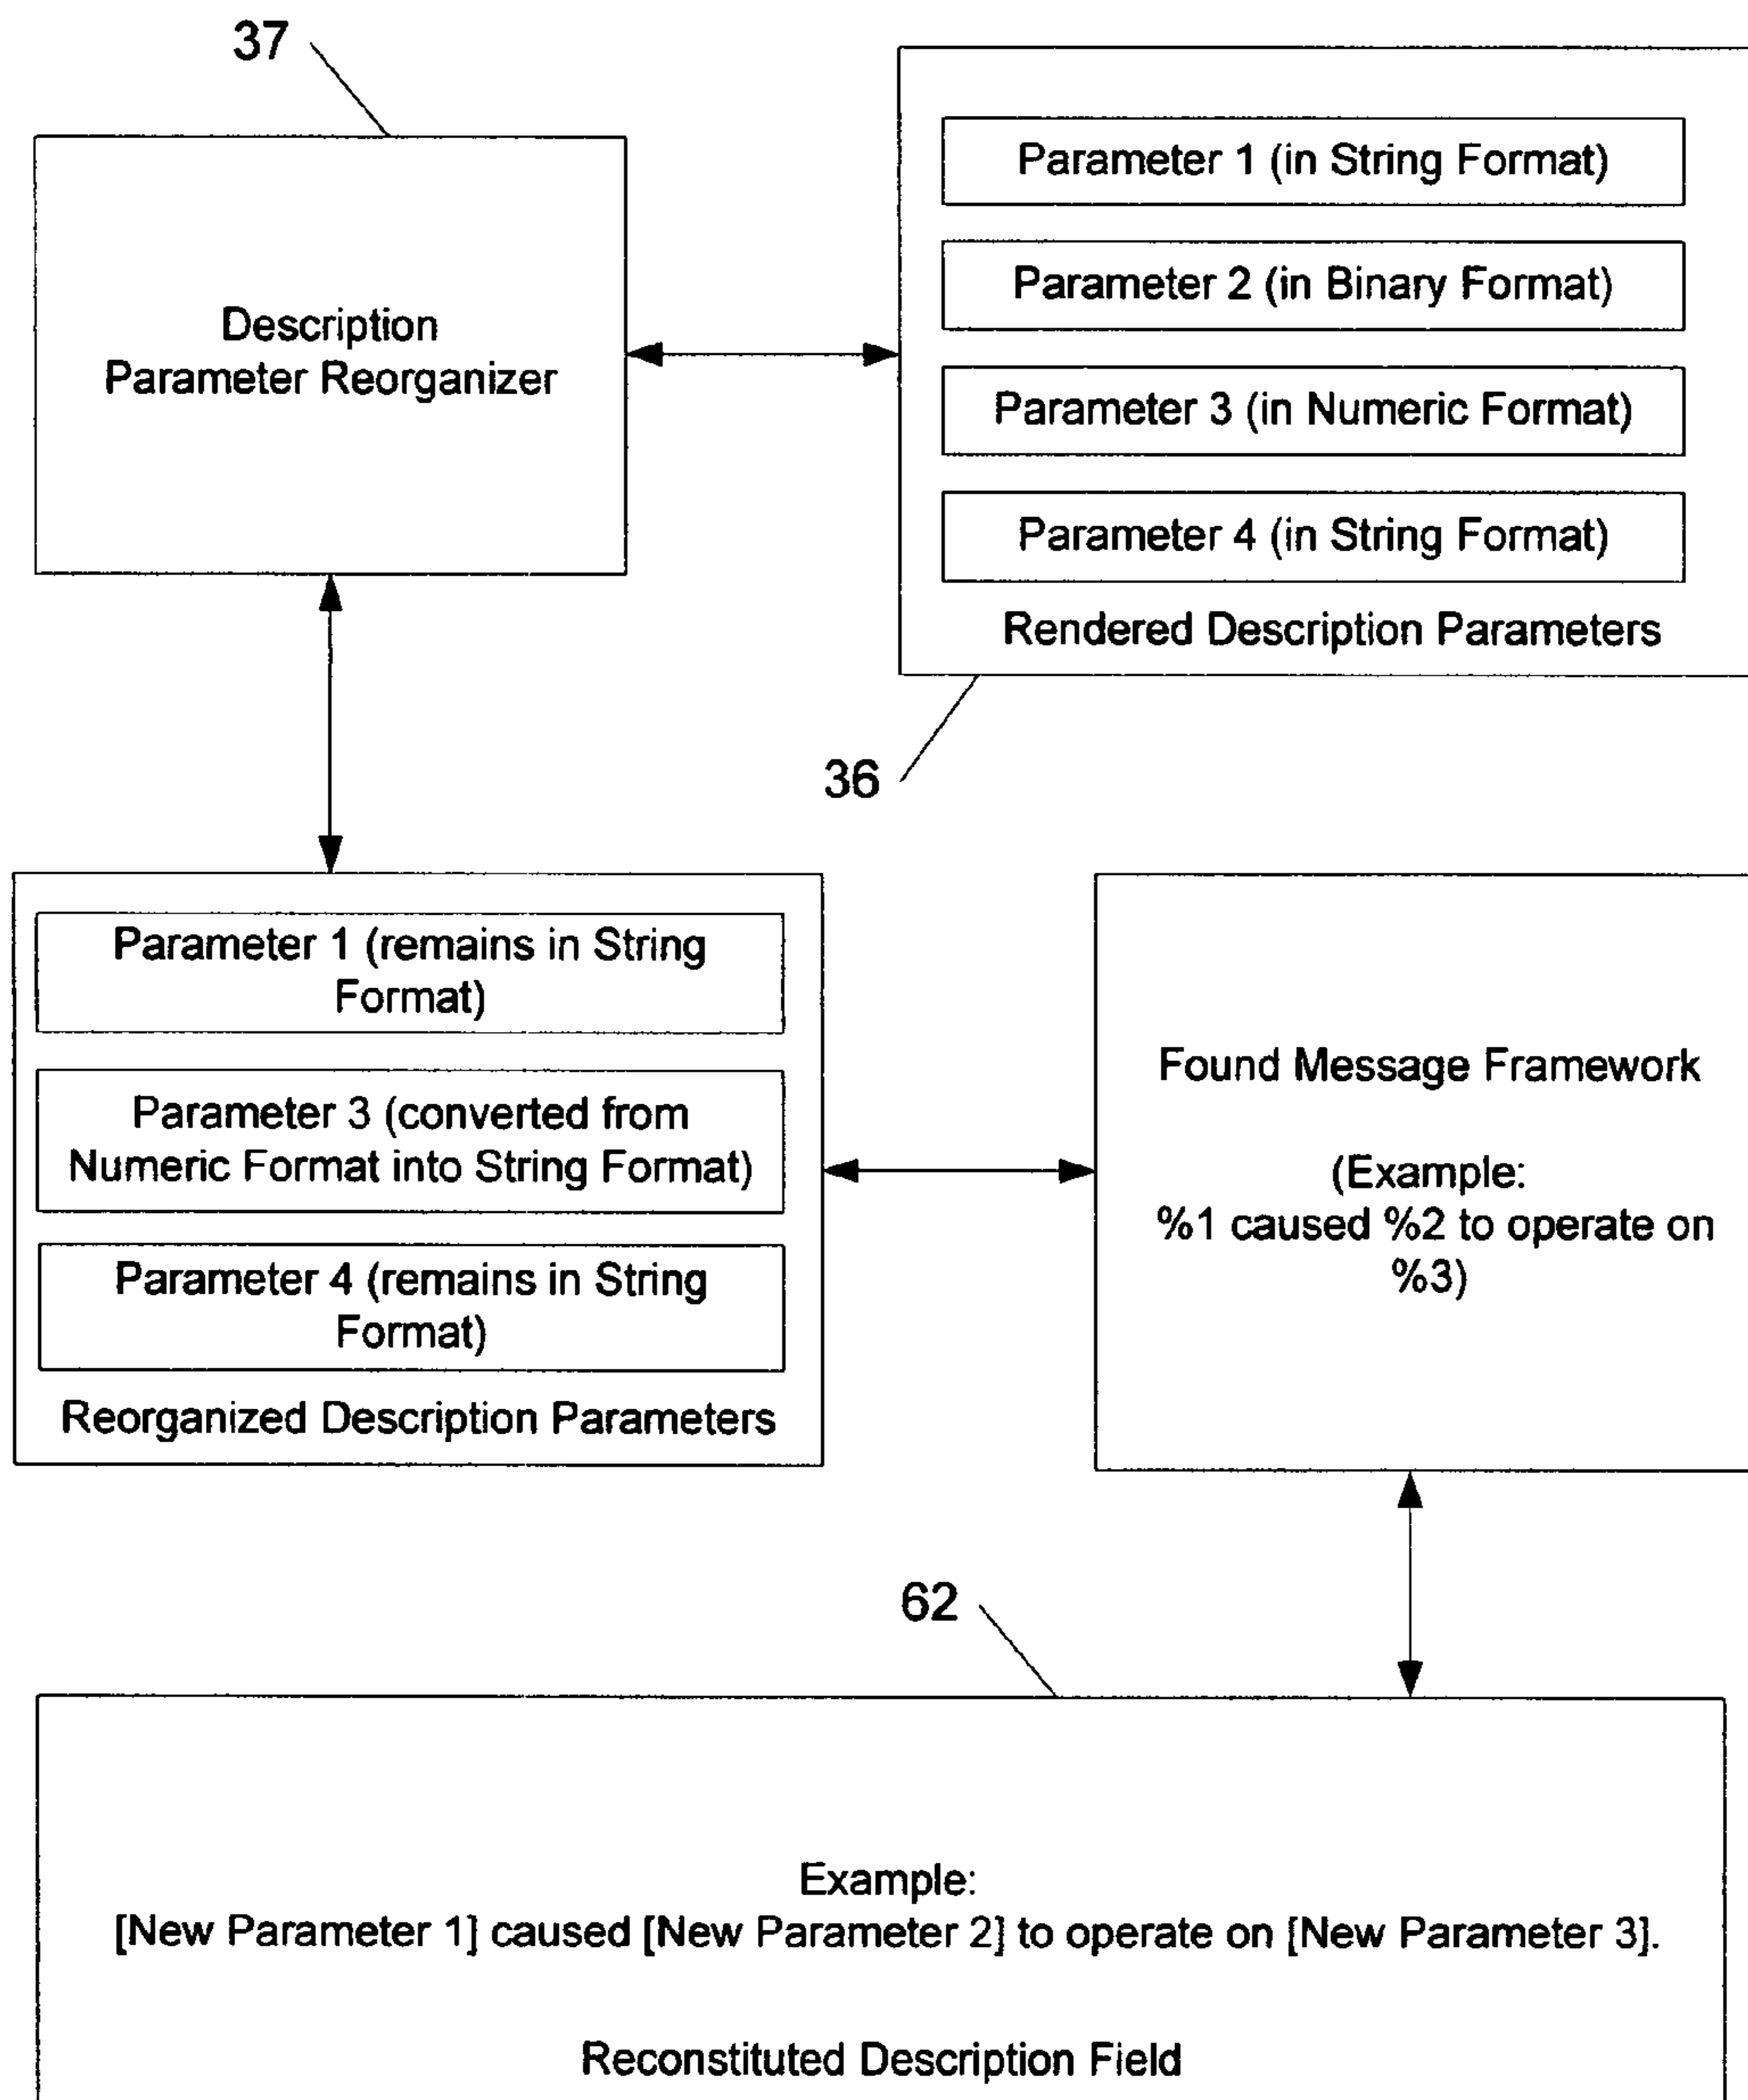 37
Description
Parameter Reorganizer
Parameter 1 (in String Format)
Parameter 2 (in Binary Format)
Parameter 3 (in Numeric Format)
Parameter 4 (in String Format)
Rendered Description Parameters
36
Parameter 1 (remains in String
Format)
Parameter 3 (converted from
Numeric Format into String Format)
Parameter 4 (remains in String
Format)
Reorganized Description Parameters
Found Message Framework
(Example:
%1 caused %2 to operate on
%3)
62
Example:
[New Parameter 1] caused [New Parameter 2] to operate on [New Parameter 3].
Reconstituted Description Field